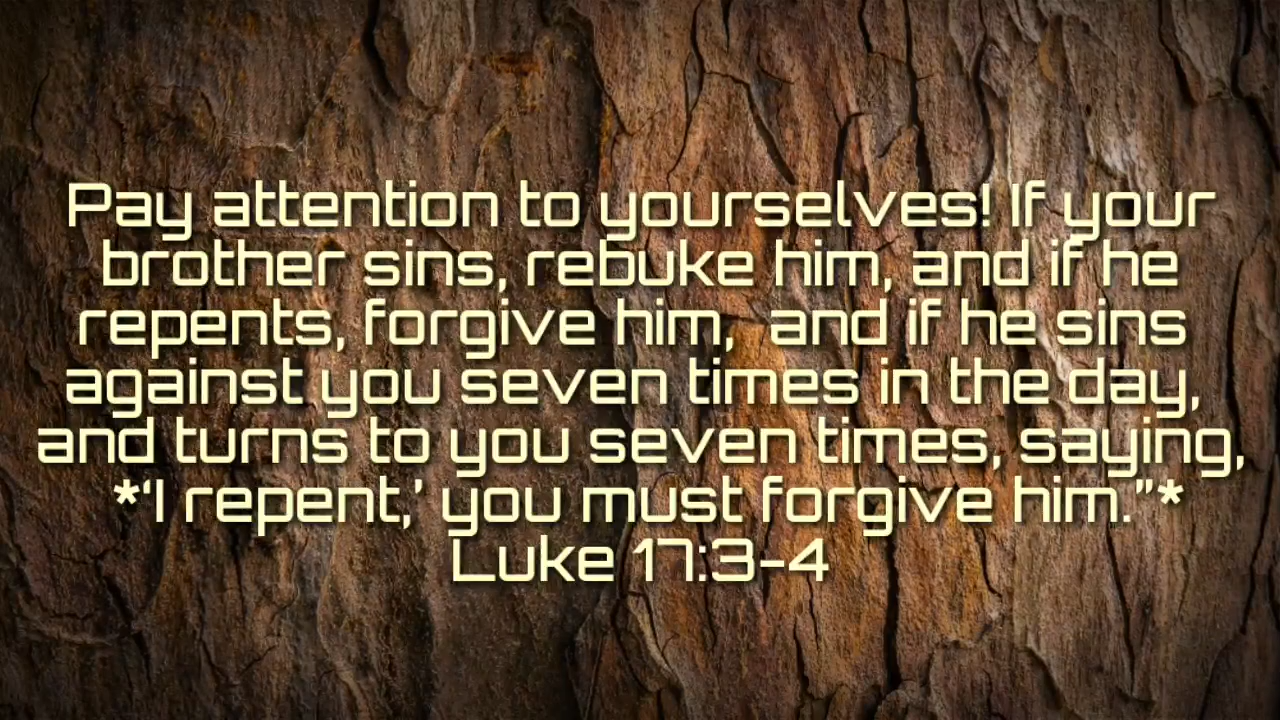 Pay attention to yourselves! If your
brother sins, rebuke him, and if he
repents, forgive him,  and if he sins
against you seven times in the day,
and turns to you seven times, saying,
*‘I repent,’ you must forgive him.”*
Luke 17:3-4